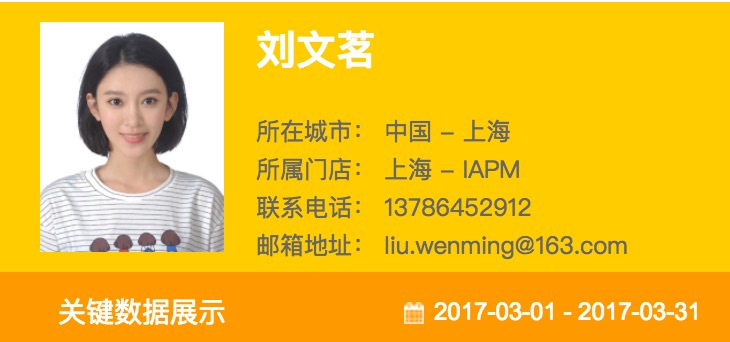 刘文茗
所在城市： 中国 - 上海
所属门店： 上海 - IAPM
联系电话： 13786452912
邮箱地址： liu.wenming@163.com
关键数据展示 2017-03-01 - 2017-03-31